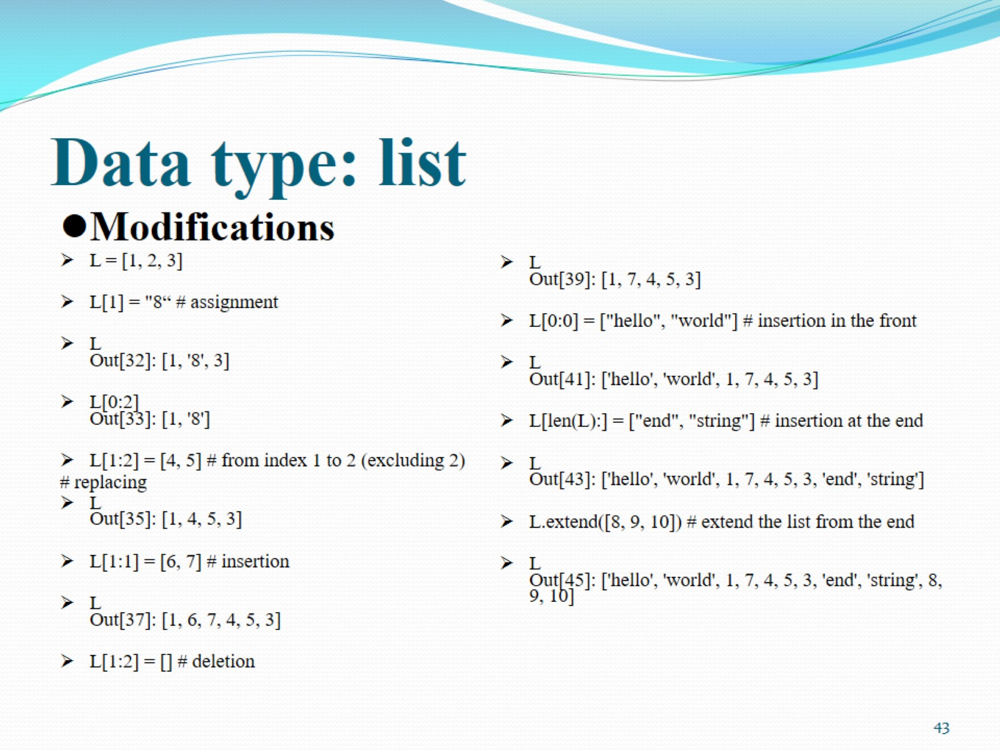 Data type: list
●Modifications
➢ L = [1, 2, 3]
➢ L[1] = "8“ # assignment
➢ L
Out[32]: [1, '8', 3]
➢ L[0:2]
Out[33]: [1, '8']
➢ L[1:2] = [4, 5] # from index 1 to 2 (excluding 2)
# replacing
➢ L
Out[35]: [1, 4, 5, 3]
➢ L[1:1] = [6, 7] # insertion
➢ L
Out[37]: [1, 6, 7, 4, 5, 3]
➢ L[1:2] = [] # deletion
➢ L
Out[39]: [1, 7, 4, 5, 3]
➢ L[0:0] = ["hello", "world"] # insertion in the front
➢ L
Out[41]: ['hello', 'world', 1, 7, 4, 5, 3]
➢ L[len(L):] = ["end", "string"] # insertion at the end
➢ L
Out[43]: ['hello', 'world', 1, 7, 4, 5, 3, 'end', 'string']
➢ L.extend([8, 9, 10]) # extend the list from the end
➢ L
Out[45]: ['hello', 'world', 1, 7, 4, 5, 3, 'end', 'string', 8,
9, 10]
43